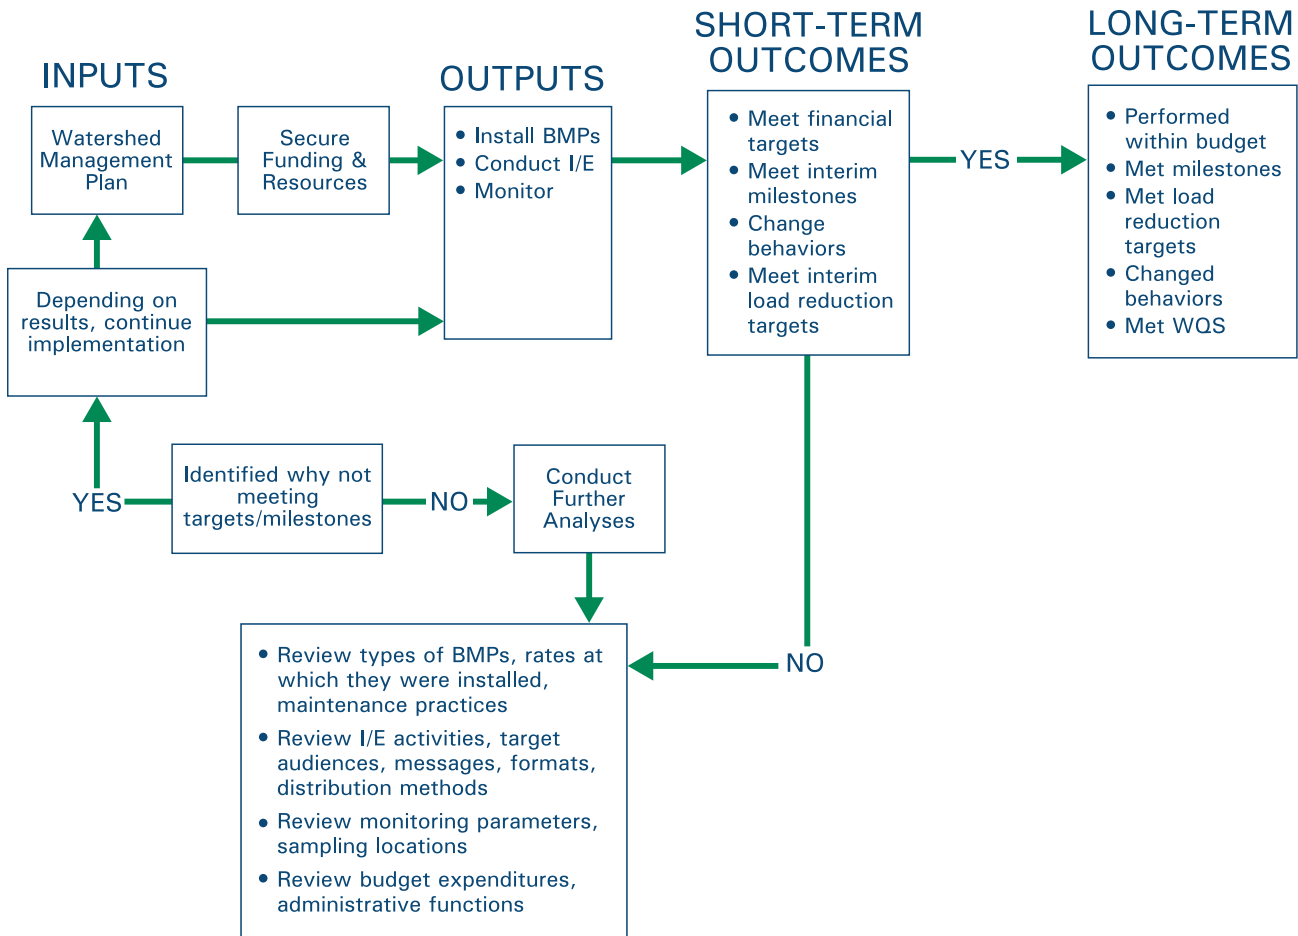 INPUTS
Watershed
Management
Plan
Secure
Funding &
Resources
OUTPUTS
• Install BMPs
• Conduct I/E
• Monitor
SHORT-TERM
OUTCOMES
• Meet financial
targets
• Meet interim
milestones
• Change
behaviors
• Meet interim
load reduction
targets
YES
LONG-TERM
OUTCOMES
• Performed
within budget
• Met milestones
• Met load
reduction
targets
• Changed
behaviors
• Met WQS
Depending on
results, continue
implementation
YES
Identified why not
meeting
targets/milestones
NO
Conduct
Further
Analyses
NO
• Review types of BMPs, rates at
which they were installed,
maintenance practices
• Review I/E activities, target
audiences, messages, formats,
distribution methods
• Review monitoring parameters,
sampling locations
• Review budget expenditures,
administrative functions